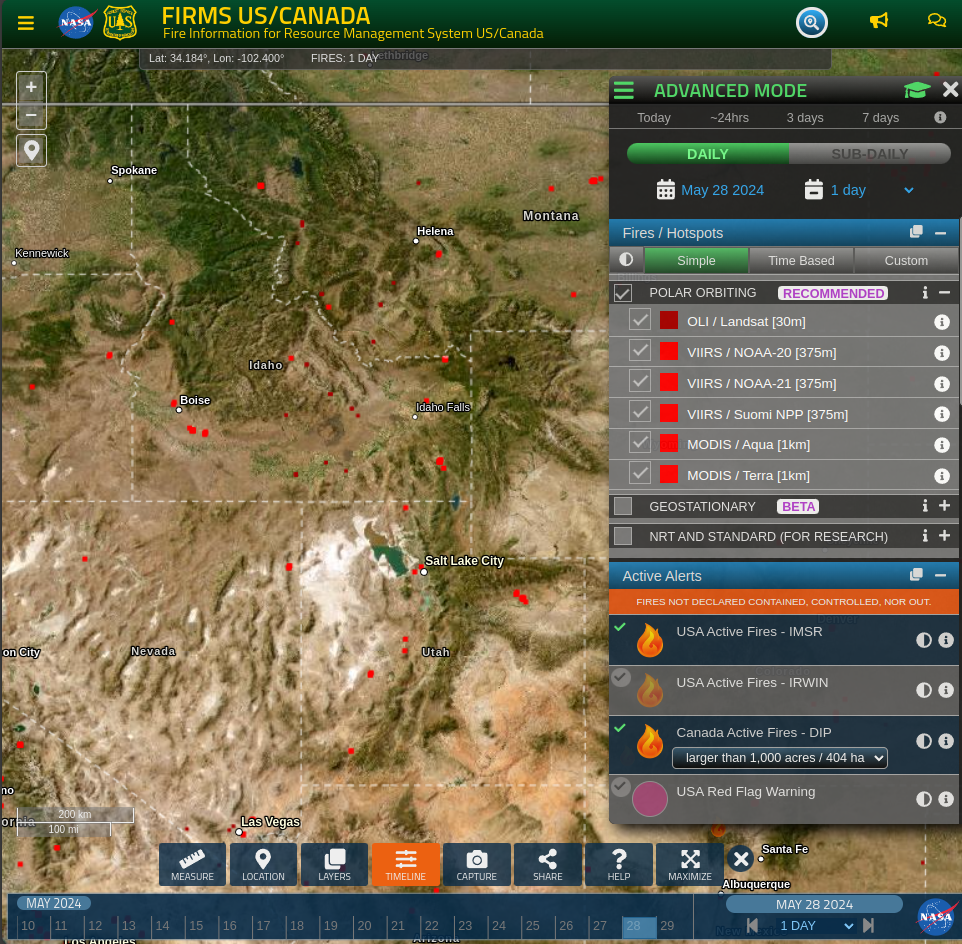 FIRMS US/CANADA
Fire Information for Resource Management System US/Canada
NASA
UAS
Lat: 34.184°, Lon: -102.400°
FIRES: 1 DAY
ethbridge
+
−
Spokane
Kennewick
Helena
Montana
Idaho
Boise
Idaho Falls
Salt Lake City
on City
Nevada
Utah
no
200 km
100 mi
Las Vegas
Santa Fe
Albuquerque
Los Angeles
Arizona
ADVANCED MODE
Today
~24hrs
3 days
7 days
DAILY
SUB-DAILY
May 28 2024
1 day
Fires / Hotspots
Simple
Time Based
Custom
POLAR ORBITING
RECOMMENDED
OLI / Landsat [30m]
VIIRS / NOAA-20 [375m]
VIIRS / NOAA-21 [375m]
VIIRS / Suomi NPP [375m]
MODIS / Aqua [1km]
MODIS / Terra [1km]
GEOSTATIONARY
BETA
NRT AND STANDARD (FOR RESEARCH)
Active Alerts
FIRES NOT DECLARED CONTAINED, CONTROLLED, NOR OUT.
USA Active Fires - IMSR
USA Active Fires - IRWIN
Canada Active Fires - DIP
larger than 1,000 acres / 404 ha
USA Red Flag Warning
MEASURE
LOCATION
LAYERS
TIMELINE
CAPTURE
SHARE
HELP
MAXIMIZE
MAY 2024
10 11 12 13 14 15 16 17 18 19 20 21 22 23 24 25 26 27 28 29
MAY 28 2024
1 DAY
NASA